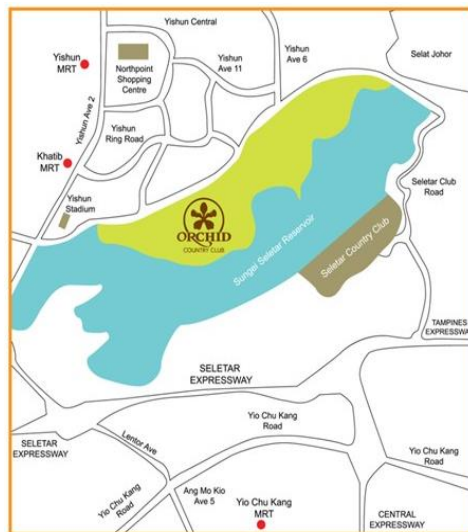 Yishun Central
Yishun
MRT
Northpoint
Shopping
Centre
Yishun
Ave 11
Yishun
Ave 6
Selat Johor
Yishun Ave 2
Yishun
Ring Road
Khatib
MRT
Yishun
Stadium
Seletar Club
Road
ORCHID
COUNTRY CLUB
Sungei Seletar Reservoir
Seletar Country Club
TAMPINES
EXPRESSWAY
SELETAR
EXPRESSWAY
Yio Chu Kang
Road
Lentor Ave
SELETAR
EXPRESSWAY
Yio Chu Kang
Road
Yio Chu Kang
Road
Ang Mo Kio
Ave 5
Yio Chu Kang
MRT
CENTRAL
EXPRESSWAY